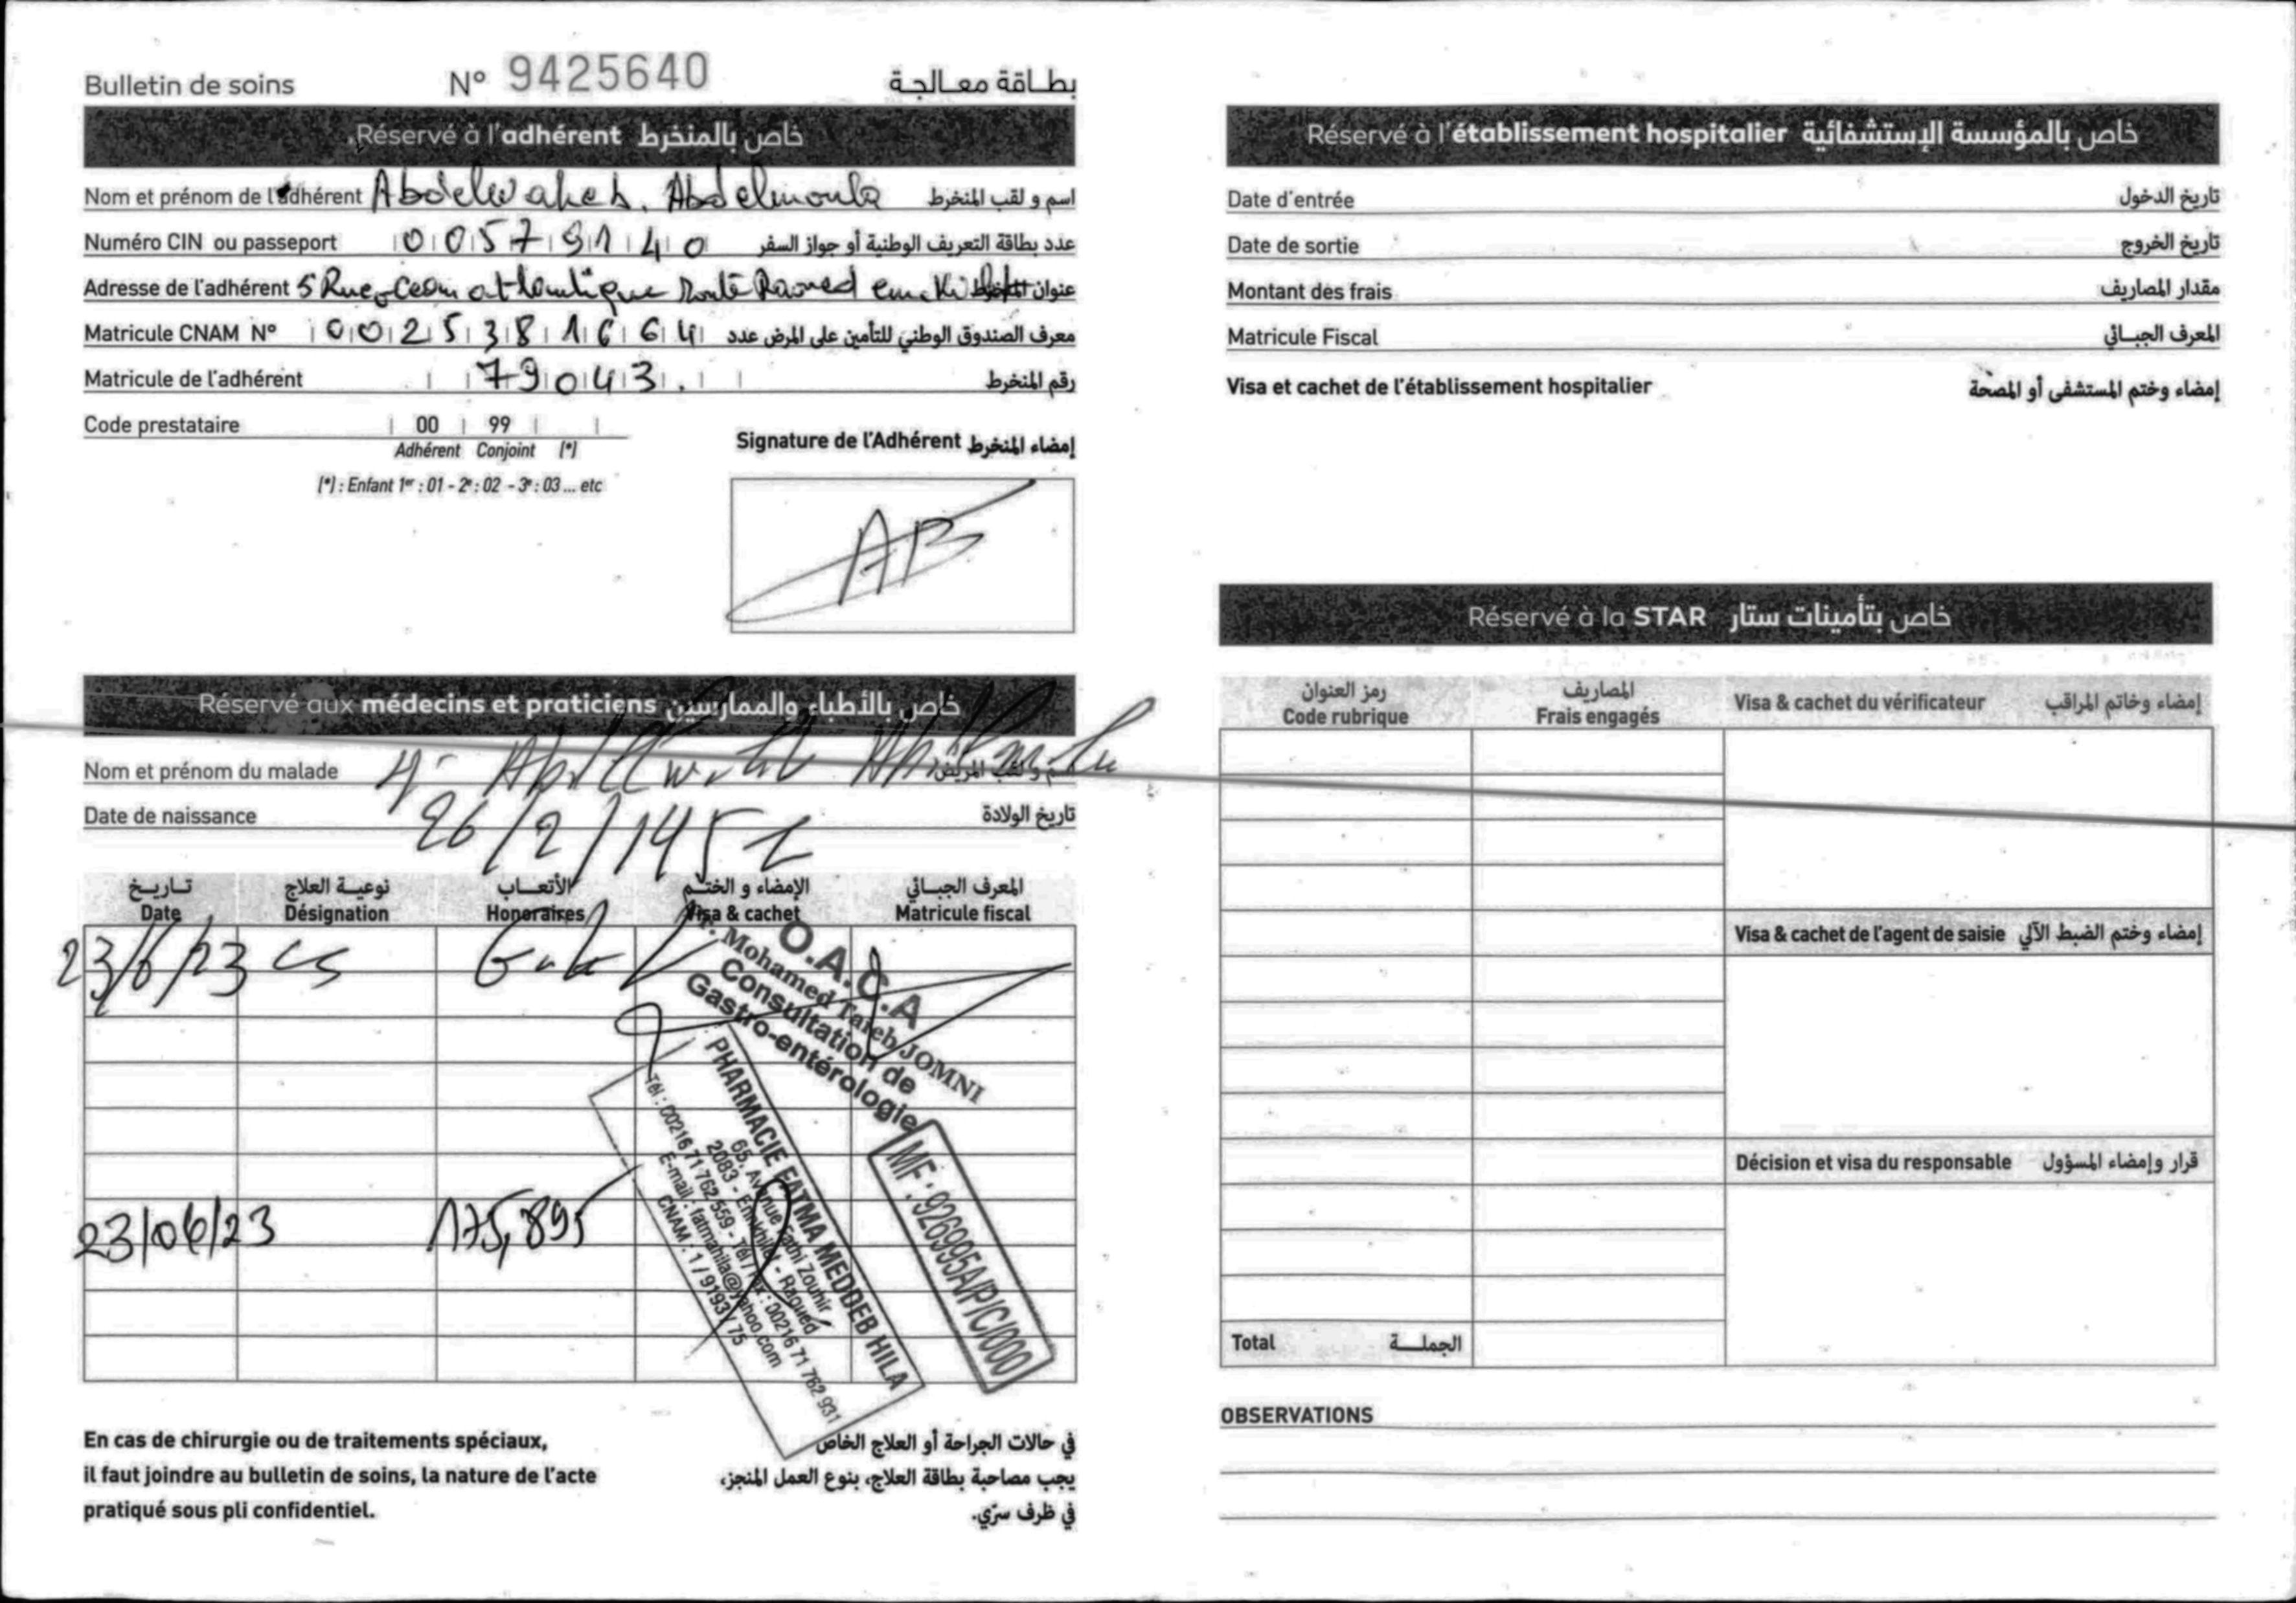 Bulletin de soins N° 9425640 بطاقة معالجة
Réservé à l'adhérent خاص بالمنخرط
Nom et prénom de l'adhérent Abdelwaheb. Abdelmoula اسم و لقب المنخرط
Numéro CIN ou passeport 00579140 عدد بطاقة التعريف الوطنية أو جواز السفر
Adresse de l'adhérent 5 Rue Ocean atlantique Route Raoued عنوان المنخرط
Matricule CNAM N° 0025381664 معرف الصندوق الوطني للتأمين على المرض عدد
Matricule de l'adhérent 79043 رقم المنخرط
Code prestataire 00 99
Adhérent Conjoint (*)
(*) : Enfant 1er : 01 - 2e : 02 - 3e : 03 ... etc
Signature de l'Adhérent إمضاء المنخرط
AB
Réservé aux médecins et praticiens خاص بالأطباء والممارسين
Nom et prénom du malade اسم و لقب المريض
Date de naissance 26/2/195 تاريخ الولادة
تاريخ نوعية العلاج الأتعاب الإمضاء و الختم المعرف الجبائي
Date Désignation Honoraires Visa & cachet Matricule fiscal
23/6/23 CS
O.A.C.A
Dr. Mohamed Taieb JOMNI
Consultation de
Gastro-entérologie
23/06/23 175,895
PHARMACIE FATMA MEDDEB HILA
65, Avenue Fathi Zouhir
2083 - Ennkhilet - Raoued
Tél : 00216 71 762 559 - Tél / Fax : 00216 71 762 931
E-mail : fatmahila@yahoo.com
CNAM : 1 / 9193 / 75
MF : 926995A/P/C/000
En cas de chirurgie ou de traitements spéciaux,
il faut joindre au bulletin de soins, la nature de l'acte
pratiqué sous pli confidentiel.
في حالات الجراحة أو العلاج الخاص
يجب مصاحبة بطاقة العلاج، بنوع العمل المنجز،
في ظرف سرّي.
Réservé à l'établissement hospitalier خاص بالمؤسسة الإستشفائية
Date d'entrée تاريخ الدخول
Date de sortie تاريخ الخروج
Montant des frais مقدار المصاريف
Matricule Fiscal المعرف الجبائي
Visa et cachet de l'établissement hospitalier إمضاء وختم المستشفى أو المصحة
Réservé à la STAR خاص بتأمينات ستار
رمز العنوان المصاريف
Code rubrique Frais engagés Visa & cachet du vérificateur إمضاء وخاتم المراقب
Visa & cachet de l'agent de saisie إمضاء وختم الضبط الآلي
Décision et visa du responsable قرار وإمضاء المسؤول
Total الجملة
OBSERVATIONS